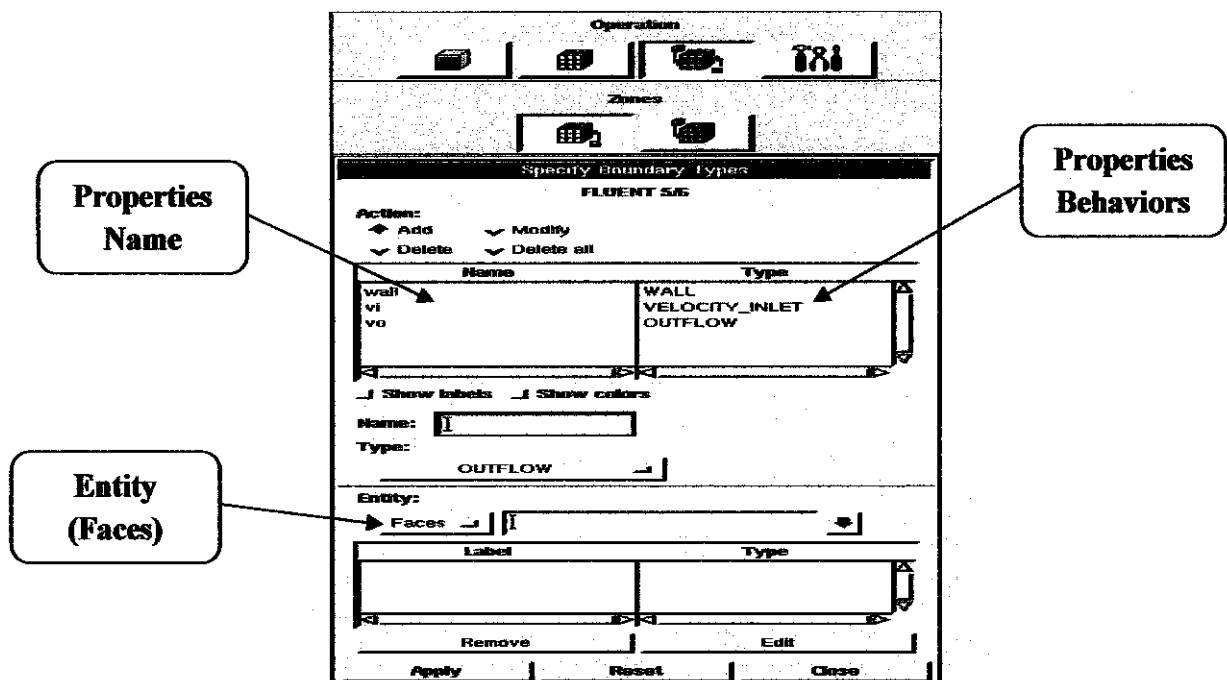 Operation
Zones
Specify Boundary Types
FLUENT 5/6
Action:
Add Modify
Delete Delete all
Name Type
wall WALL
vi VELOCITY_INLET
vo OUTFLOW
Show labels Show colors
Name:
Type:
OUTFLOW
Entity:
Faces
Label Type
Remove Edit
Apply Reset Close
Properties
Name
Properties
Behaviors
Entity
(Faces)